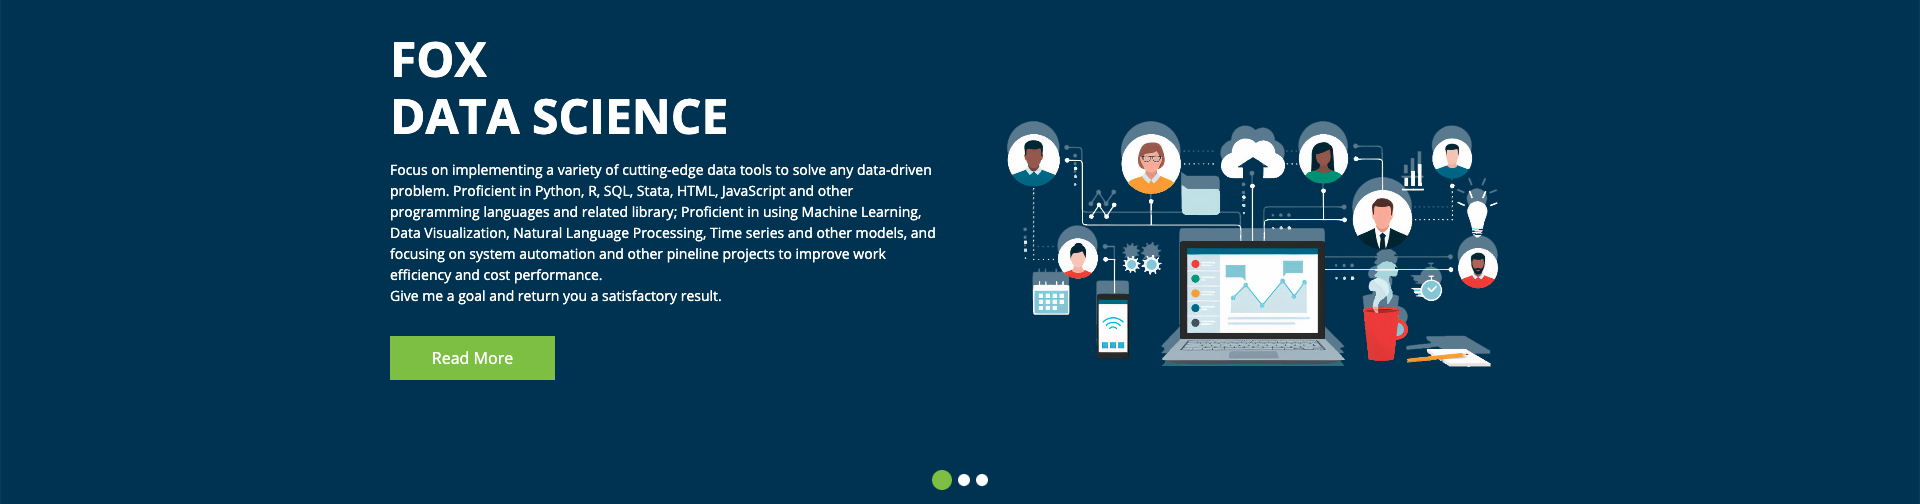 FOX
DATA SCIENCE
Focus on implementing a variety of cutting-edge data tools to solve any data-driven
problem. Proficient in Python, R, SQL, Stata, HTML, JavaScript and other
programming languages and related library; Proficient in using Machine Learning,
Data Visualization, Natural Language Processing, Time series and other models, and
focusing on system automation and other pineline projects to improve work
efficiency and cost performance.
Give me a goal and return you a satisfactory result.
Read More